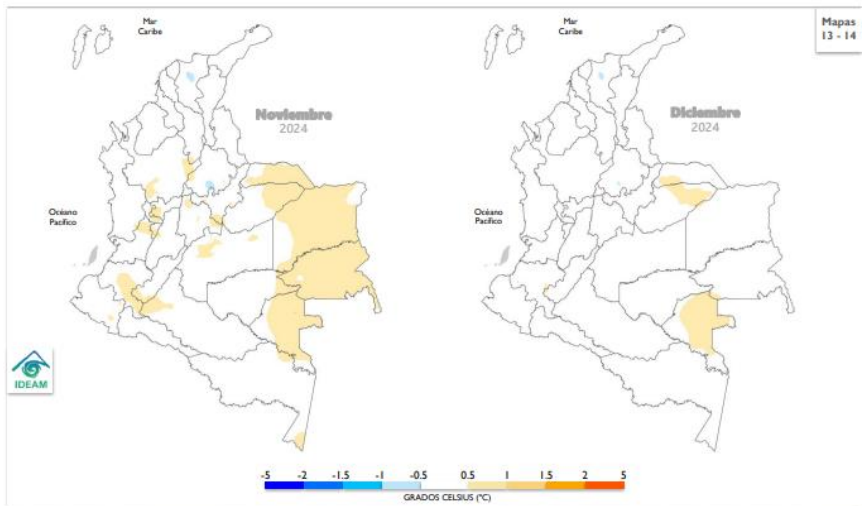 Mar
Caribe
Noviembre
2024
Océano
Pacífico
IDEAM
Mar
Caribe
Diciembre
2024
Océano
Pacífico
Mapas
13 - 14
-5 -2 -1.5 -1 -0.5 0.5 1 1.5 2 5
GRADOS CELSIUS (°C)